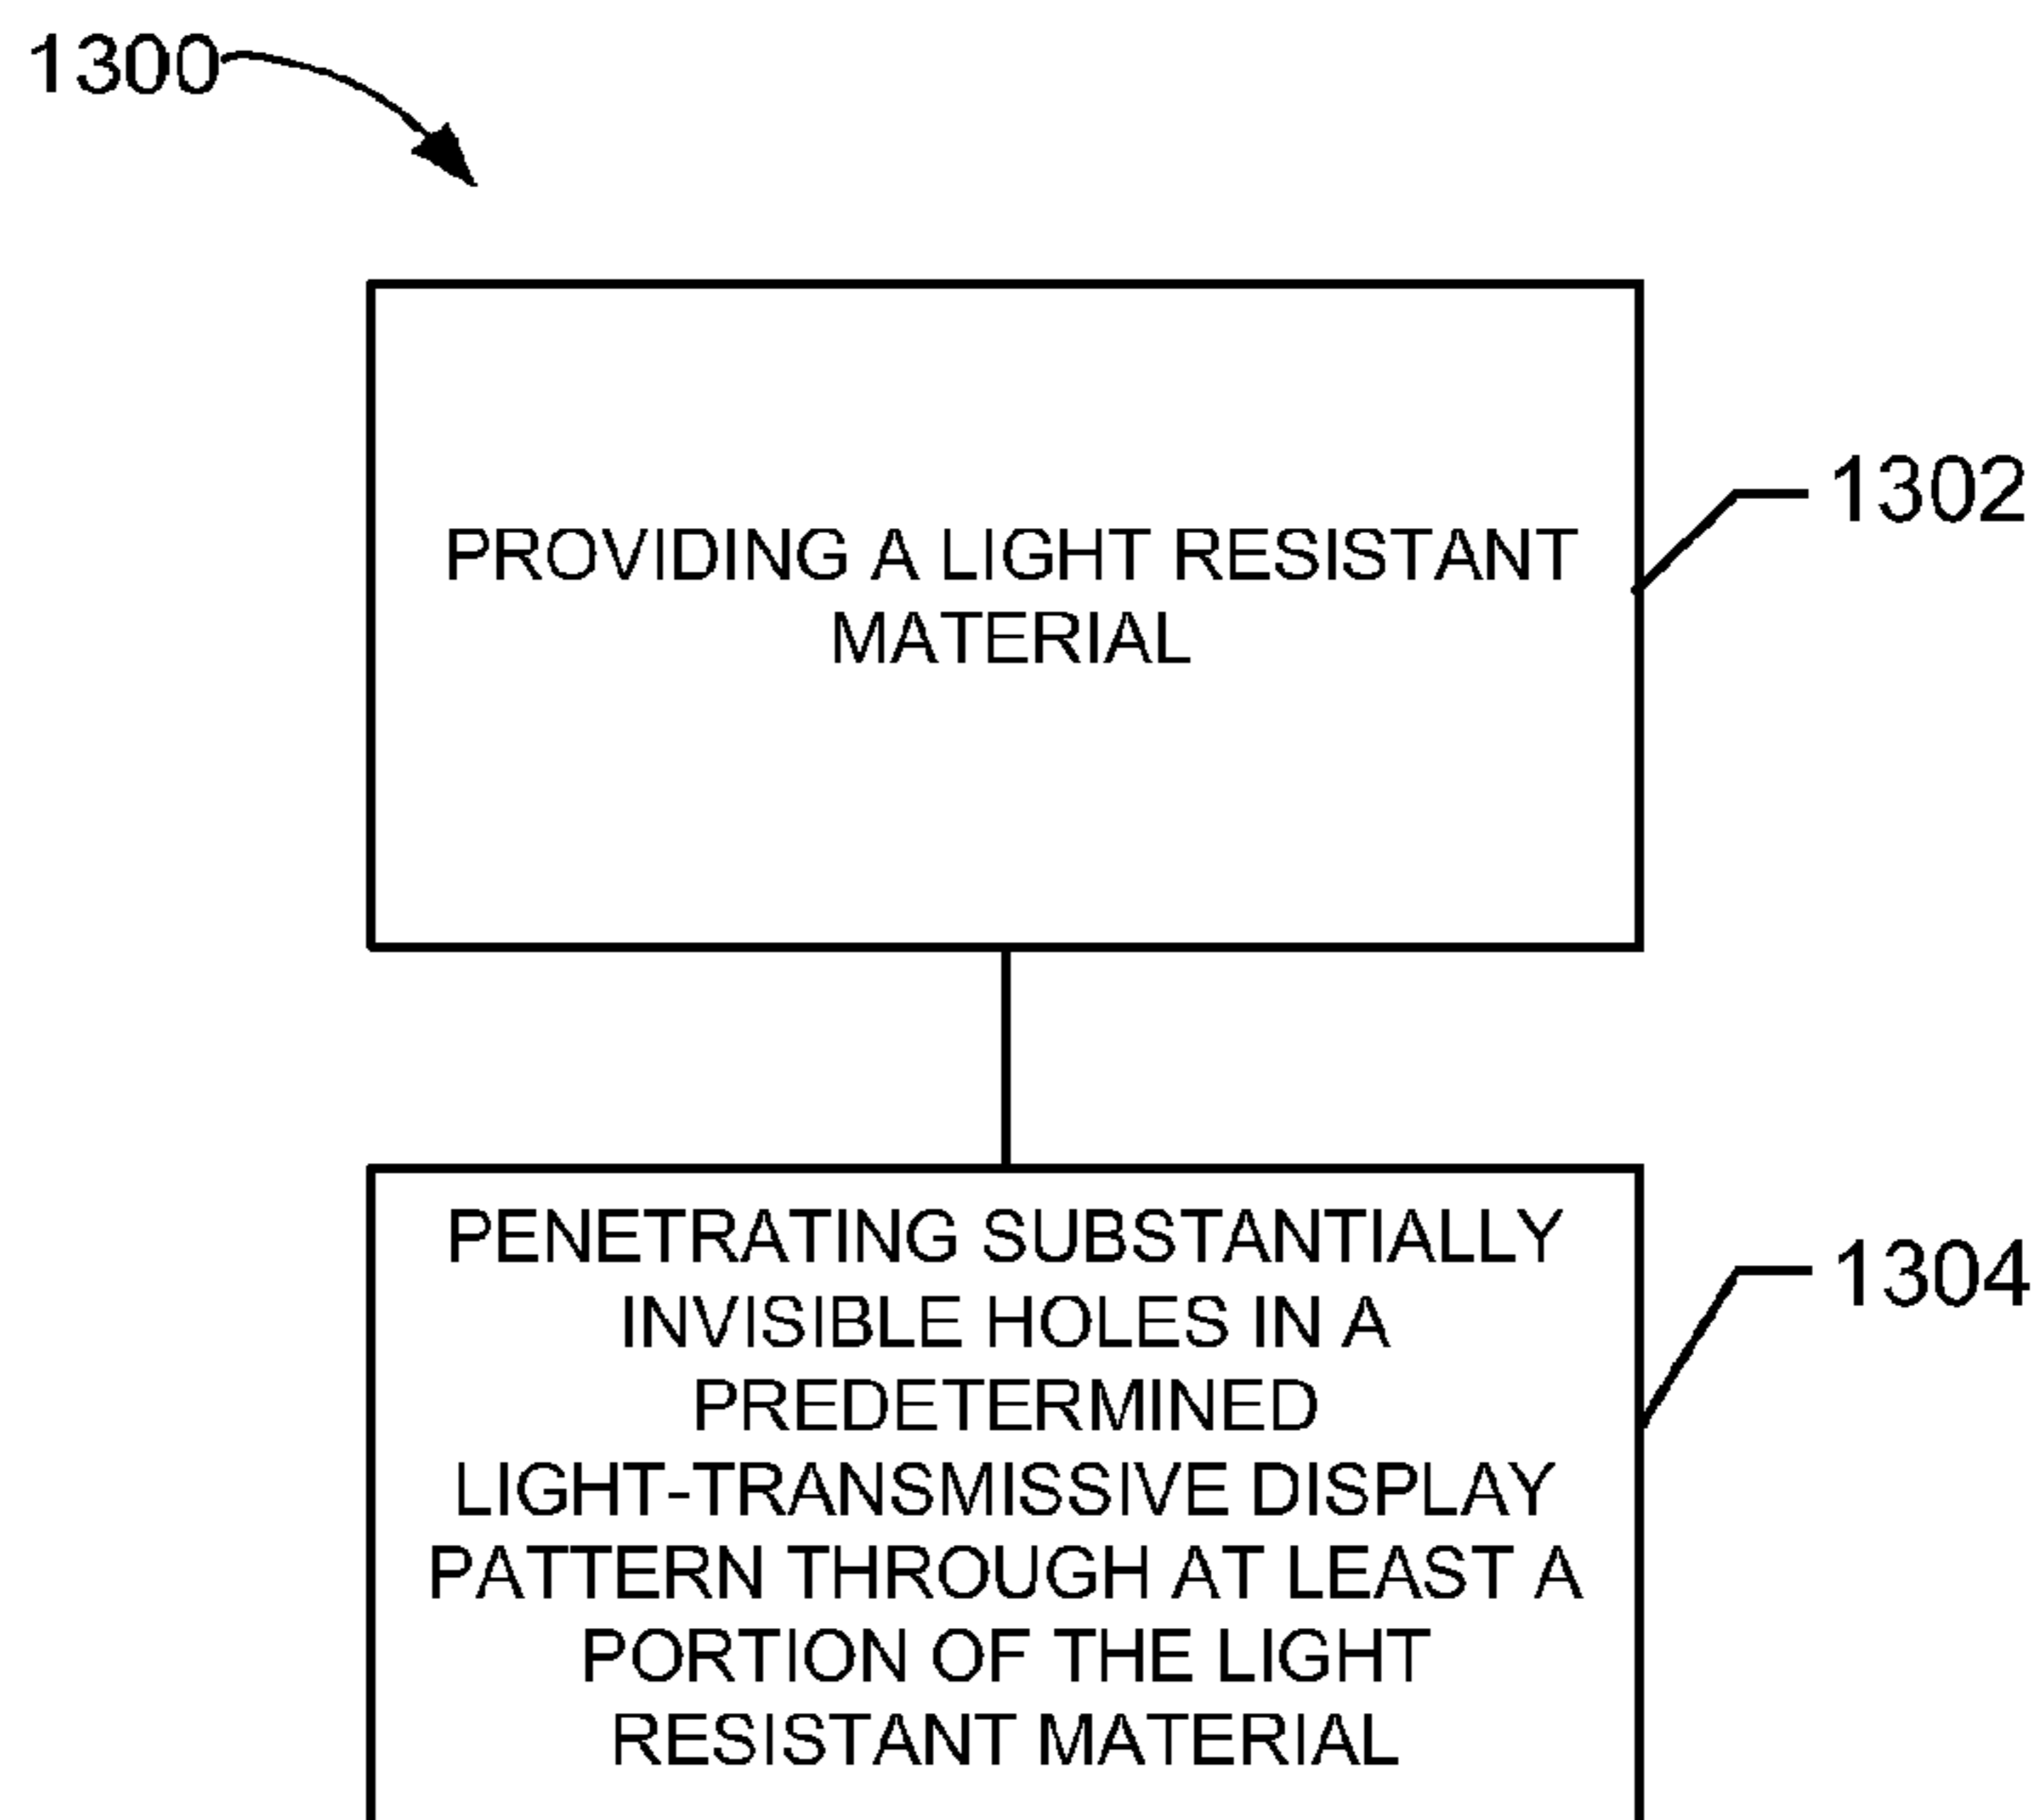 1300
PROVIDING A LIGHT RESISTANT
MATERIAL
1302
PENETRATING SUBSTANTIALLY
INVISIBLE HOLES IN A
PREDETERMINED
LIGHT-TRANSMISSIVE DISPLAY
PATTERN THROUGH AT LEAST A
PORTION OF THE LIGHT
RESISTANT MATERIAL
1304